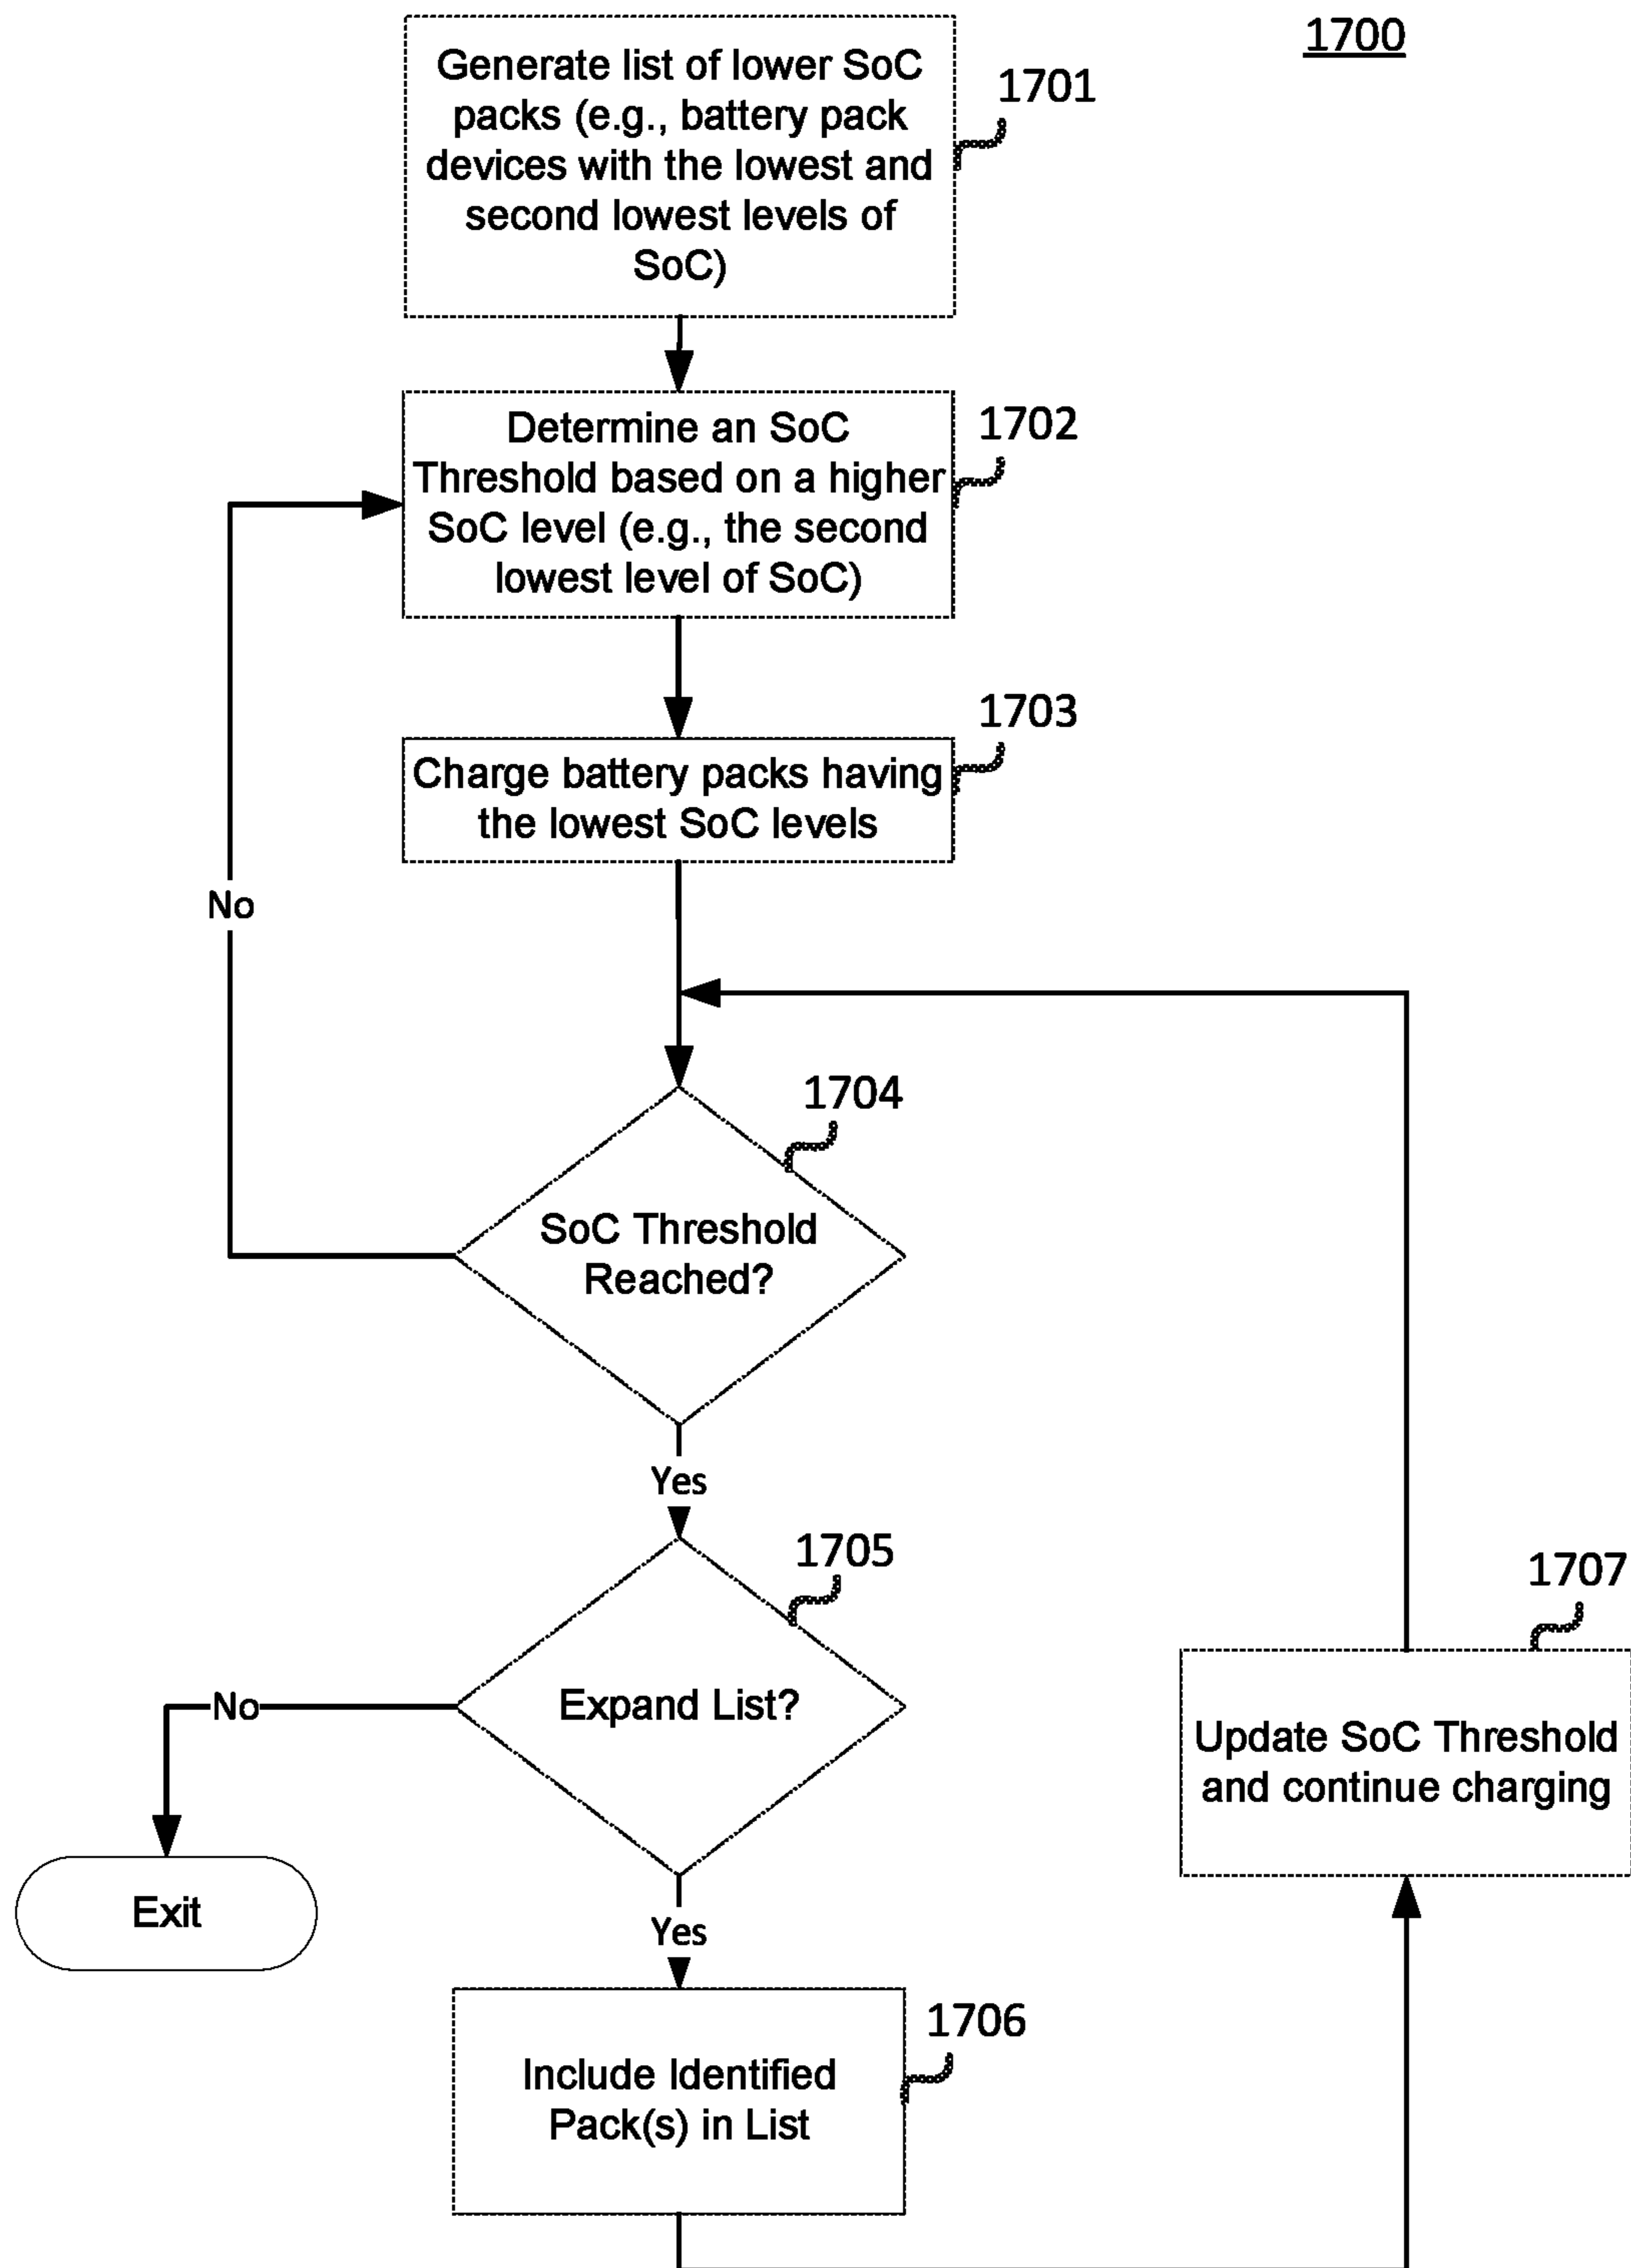 1700
Generate list of lower SoC
packs (e.g., battery pack
devices with the lowest and
second lowest levels of
SoC)
1701
Determine an SoC
Threshold based on a higher
SoC level (e.g., the second
lowest level of SoC)
1702
Charge battery packs having
the lowest SoC levels
1703
No
1704
SoC Threshold
Reached?
Yes
1705
Expand List?
No
Exit
Yes
1706
Include Identified
Pack(s) in List
1707
Update SoC Threshold
and continue charging